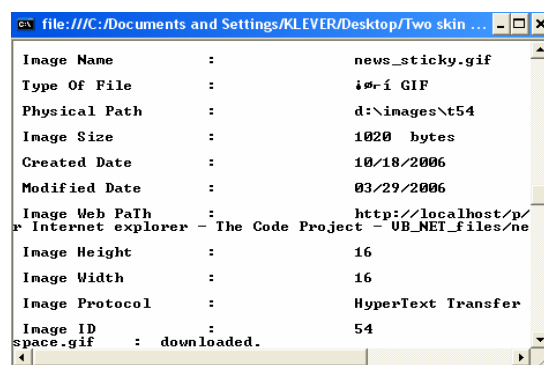 file:///C:/Documents and Settings/KLEVER/Desktop/Two skin ...
Image Name : news_sticky.gif
Type Of File : GIF
Physical Path : d:\images\t54
Image Size : 1020 bytes
Created Date : 10/18/2006
Modified Date : 03/29/2006
Image Web PaTh : http://localhost/p/
r Internet explorer - The Code Project - VB_NET_files/ne
Image Height : 16
Image Width : 16
Image Protocol : HyperText Transfer
Image ID : 54
space.gif : downloaded.